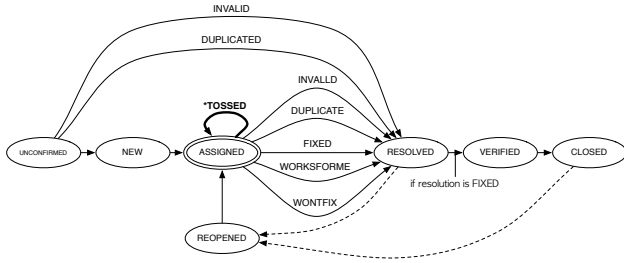 INVALID
DUPLICATED
INVALLD
*TOSSED
DUPLICATE
FIXED
UNCONFIRMED
NEW
ASSIGNED
RESOLVED
VERIFIED
CLOSED
WORKSFORME
if resolution is FIXED
WONTFIX
REOPENED